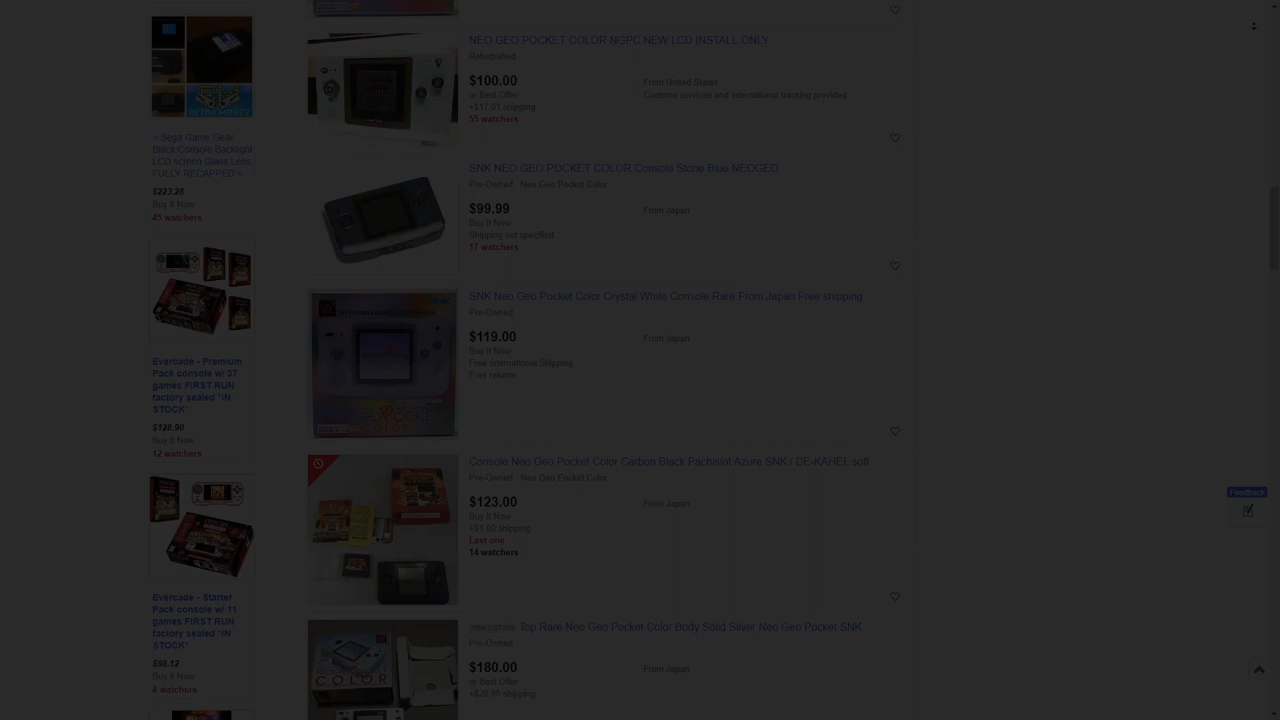 > Sega Game Gear
Black Console Backlight
LCD screen Glass Lens
FULLY RECAPPED <
$223.28
Buy It Now
45 watchers
Evercade - Premium
Pack console w/ 37
games FIRST RUN
factory sealed "IN
STOCK"
$128.90
Buy It Now
12 watchers
Evercade - Starter
Pack console w/ 11
games FIRST RUN
factory sealed "IN
STOCK"
$98.12
Buy It Now
4 watchers
NEO GEO POCKET COLOR NGPC NEW LCD INSTALL ONLY
Refurbished
$100.00
From United States
or Best Offer
Customs services and international tracking provided
+$37.01 shipping
55 watchers
SNK NEO GEO POCKET COLOR Console Stone Blue NEOGEO
Pre-Owned · Neo Geo Pocket Color
$99.99
From Japan
Buy It Now
Shipping not specified
17 watchers
SNK Neo Geo Pocket Color Crystal White Console Rare From Japan Free shipping
Pre-Owned
$119.00
From Japan
Buy It Now
Free International Shipping
Free returns
Console Neo Geo Pocket Color Carbon Black Pachislot Azure SNK / DE-KAHEL soft
Pre-Owned · Neo Geo Pocket Color
$123.00
From Japan
Buy It Now
+$1.00 shipping
Last one
14 watchers
NEW LISTING Top Rare Neo Geo Pocket Color Body Solid Silver Neo Geo Pocket SNK
Pre-Owned
$180.00
From Japan
or Best Offer
+$20.00 shipping
COLOR
Feedback